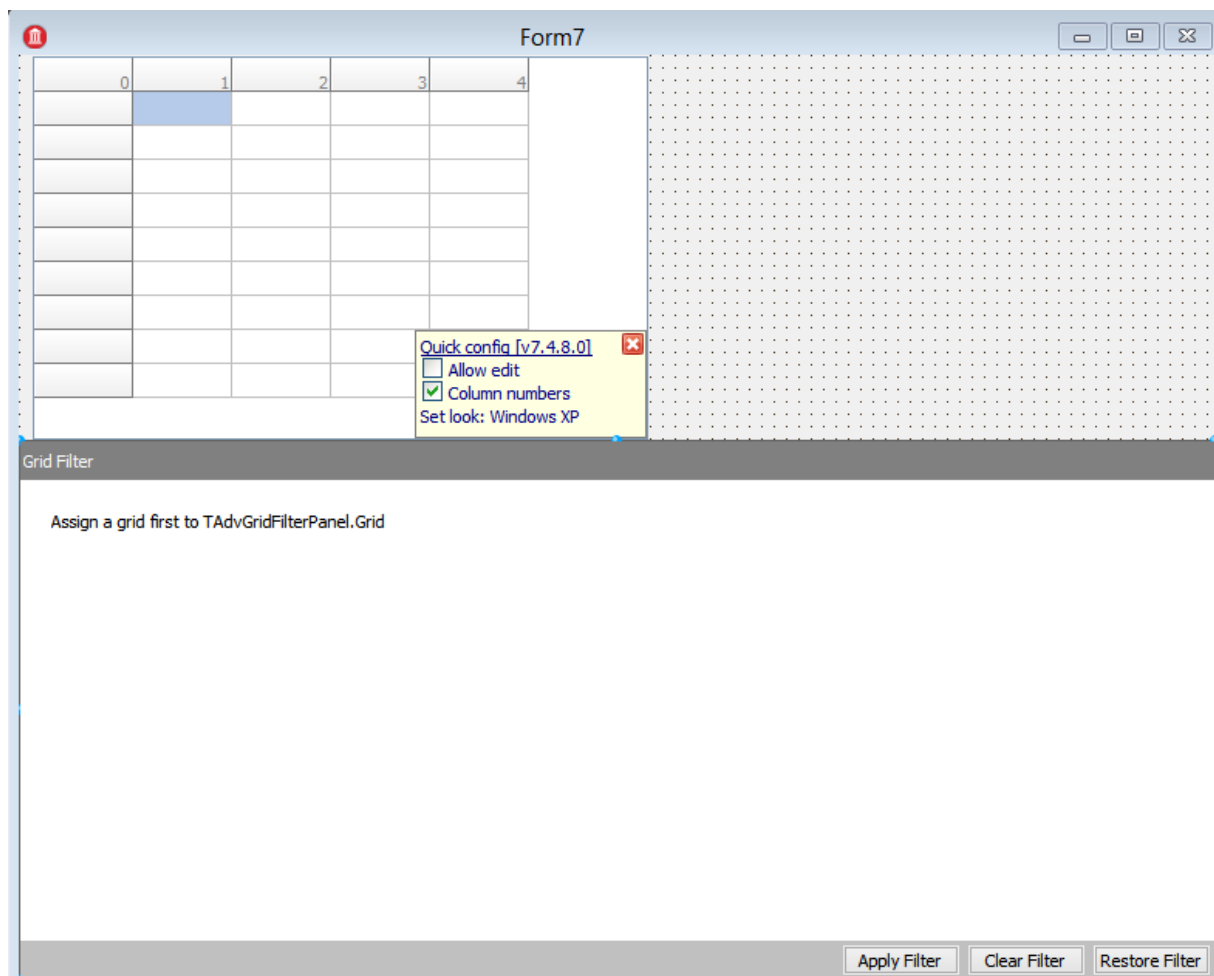 Form7
0 1 2 3 4
Quick config [v7.4.8.0]
Allow edit
Column numbers
Set look: Windows XP
Grid Filter
Assign a grid first to TAdvGridFilterPanel.Grid
Apply Filter Clear Filter Restore Filter